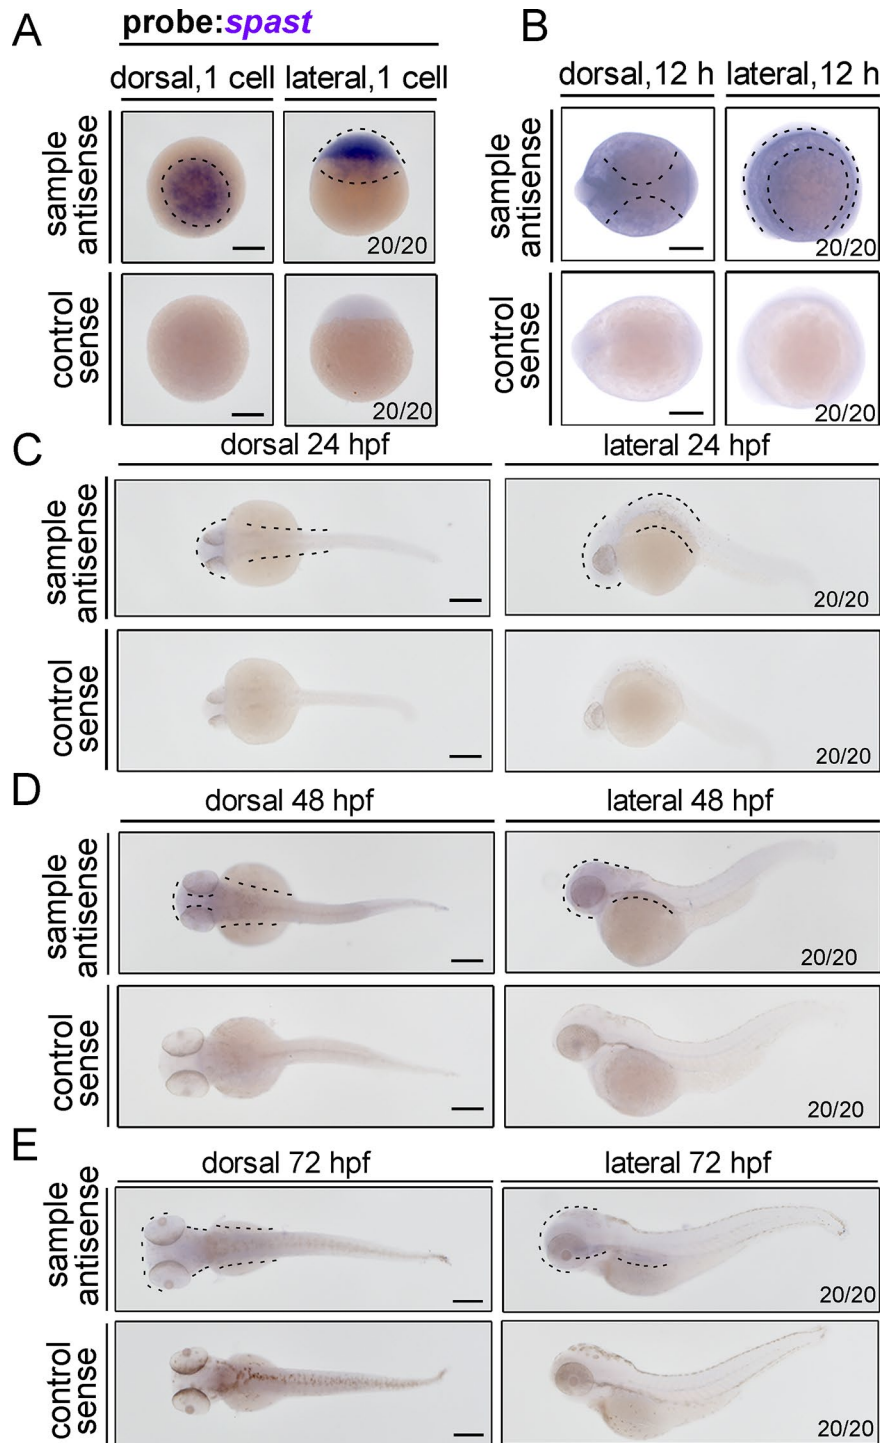 A
probe:spast
dorsal,1 cell
lateral,1 cell
sample
antisense
20/20
control
sense
20/20
B
dorsal,12 h
lateral,12 h
sample
antisense
20/20
control
sense
20/20
C
dorsal 24 hpf
lateral 24 hpf
sample
antisense
20/20
control
sense
20/20
D
dorsal 48 hpf
lateral 48 hpf
sample
antisense
20/20
control
sense
20/20
E
dorsal 72 hpf
lateral 72 hpf
sample
antisense
20/20
control
sense
20/20